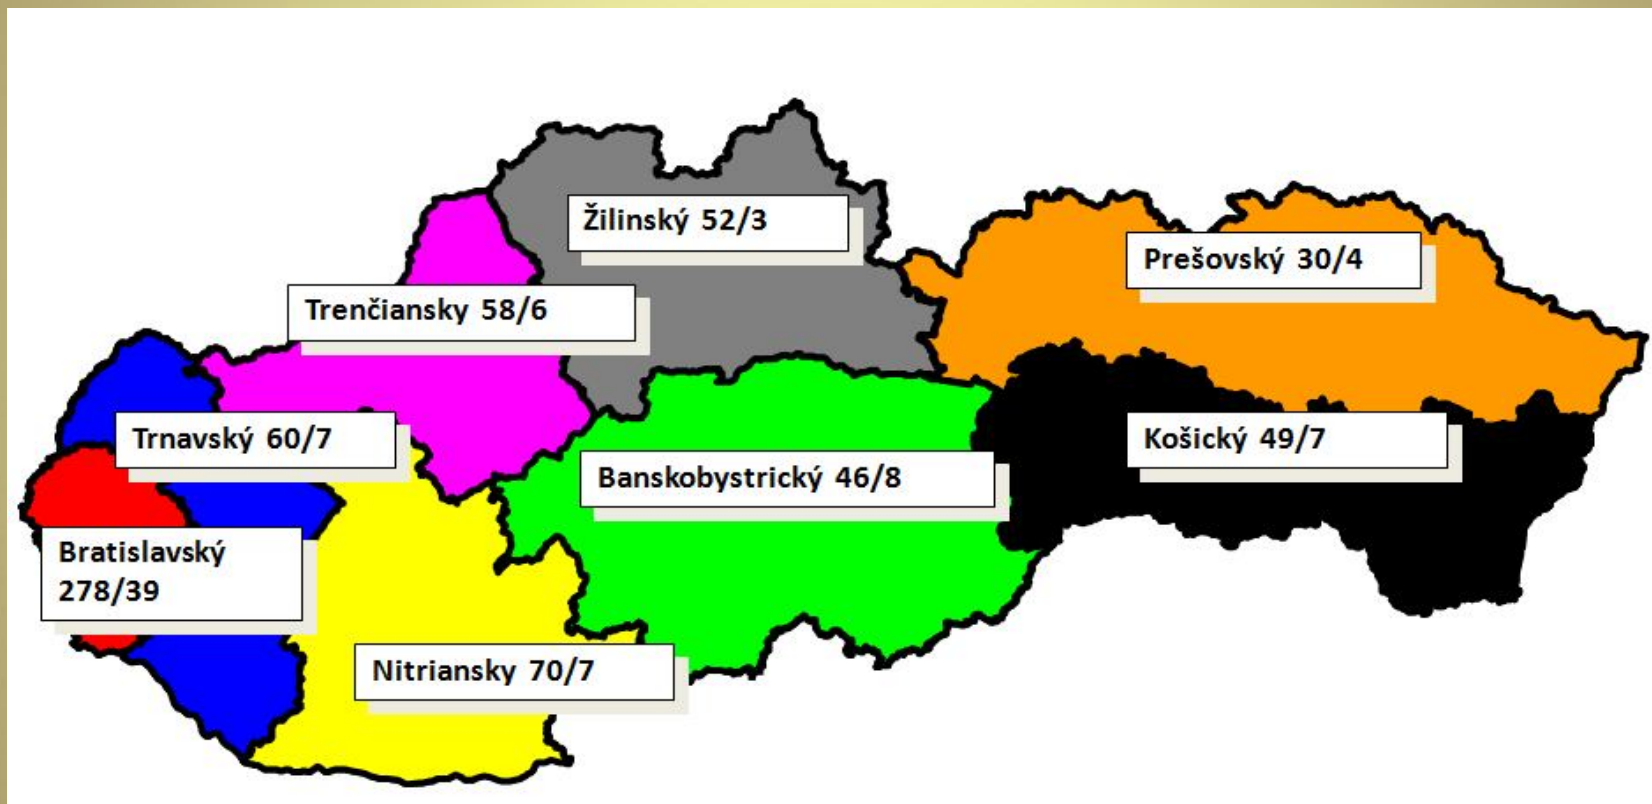 Žilinský 52/3
Prešovský 30/4
Trenčiansky 58/6
Trnavský 60/7
Košický 49/7
Banskobystrický 46/8
Bratislavský
278/39
Nitriansky 70/7